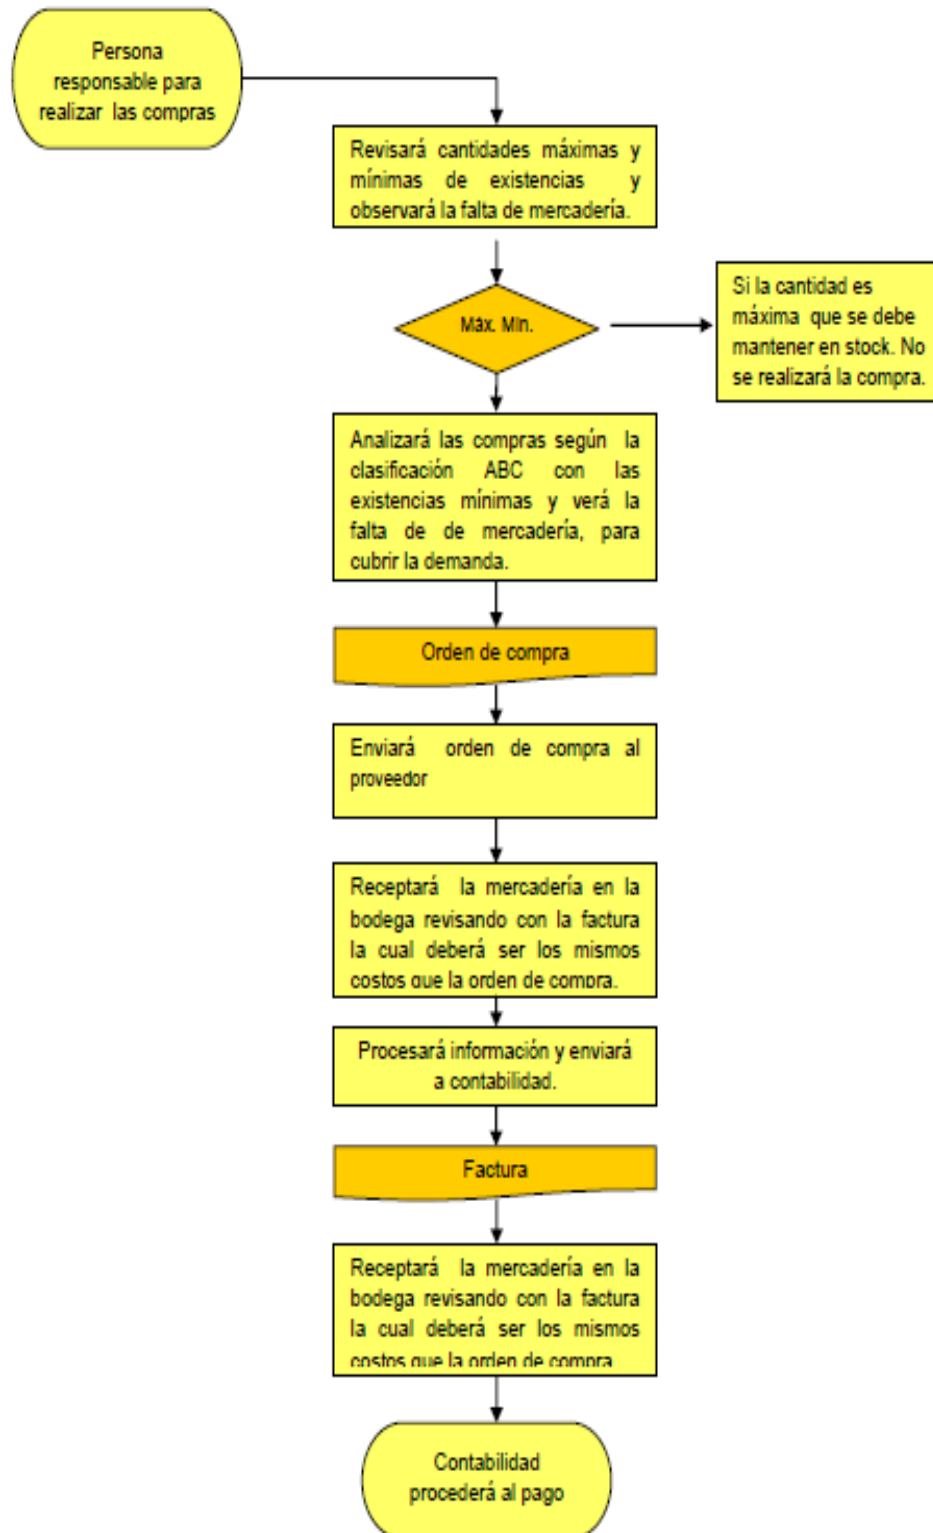 Persona
responsable para
realizar las compras
Revisará cantidades máximas y
mínimas de existencias y
observará la falta de mercadería.
Máx. Mín.
Si la cantidad es
máxima que se debe
mantener en stock. No
se realizará la compra.
Analizará las compras según la
clasificación ABC con las
existencias mínimas y verá la
falta de de mercadería, para
cubrir la demanda.
Orden de compra
Enviará orden de compra al
proveedor
Receptará la mercadería en la
bodega revisando con la factura
la cual deberá ser los mismos
costos que la orden de compra.
Procesará información y enviará
a contabilidad.
Factura
Receptará la mercadería en la
bodega revisando con la factura
la cual deberá ser los mismos
costos que la orden de compra
Contabilidad
procederá al pago